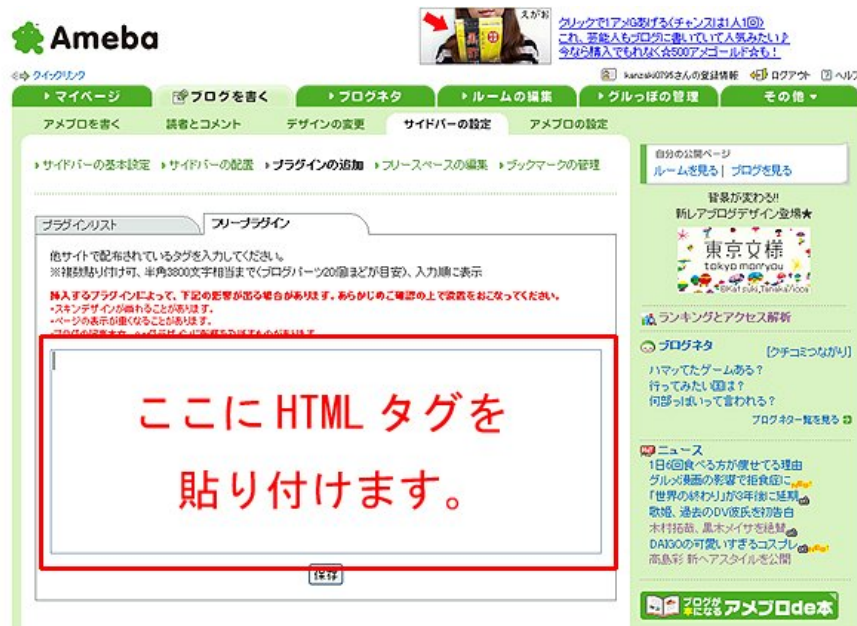 Ameba
えがお
クリックで1アメGあげる(チャンスは1人1回)
これ、芸能人もブログに書いていて人気みたい♪
今なら購入でもれなく☆500アメゴールド☆も!
クイックリンク
kanzaki0795さんの登録情報 ログアウト ヘルプ
マイページ ブログを書く ブログネタ ルームの編集 グルっぽの管理 その他
アメブロを書く 読者とコメント デザインの変更 サイドバーの設定 アメブロの設定
サイドバーの基本設定 サイドバーの配置 プラグインの追加 フリースペースの編集 ブックマークの管理
プラグインリスト フリープラグイン
他サイトで配布されているタグを入力してください。
※複数貼り付け可、半角3800文字相当まで(ブログパーツ20個ほどが目安)、入力順に表示
挿入するプラグインによって、下記の影響が出る場合があります。あらかじめご確認の上で設置をおこなってください。
・スキンデザインが崩れることがあります。
・ページの表示が重くなることがあります。
ここに HTML タグを
貼り付けます。
保存
自分の公開ページ
ルームを見る | ブログを見る
背景が変わる!!
新レアブログデザイン登場★
東京文様
tokyo monyou
ランキングとアクセス解析
ブログネタ [クチコミつながり]
ハマってたゲームある?
行ってみたい国は?
何部っぽいって言われる?
ブログネタ一覧を見る
ニュース
1日6回食べる方が痩せてる理由
グルメ漫画の影響で拒食症に
「世界の終わり」が3年後に延期
歌姫、過去のDV彼氏を初告白
木村拓哉、黒木メイサを絶賛
DAIGOの可愛いすぎるコスプレ
高島彩 新ヘアスタイルを公開
ブログが本になる アメブロde本